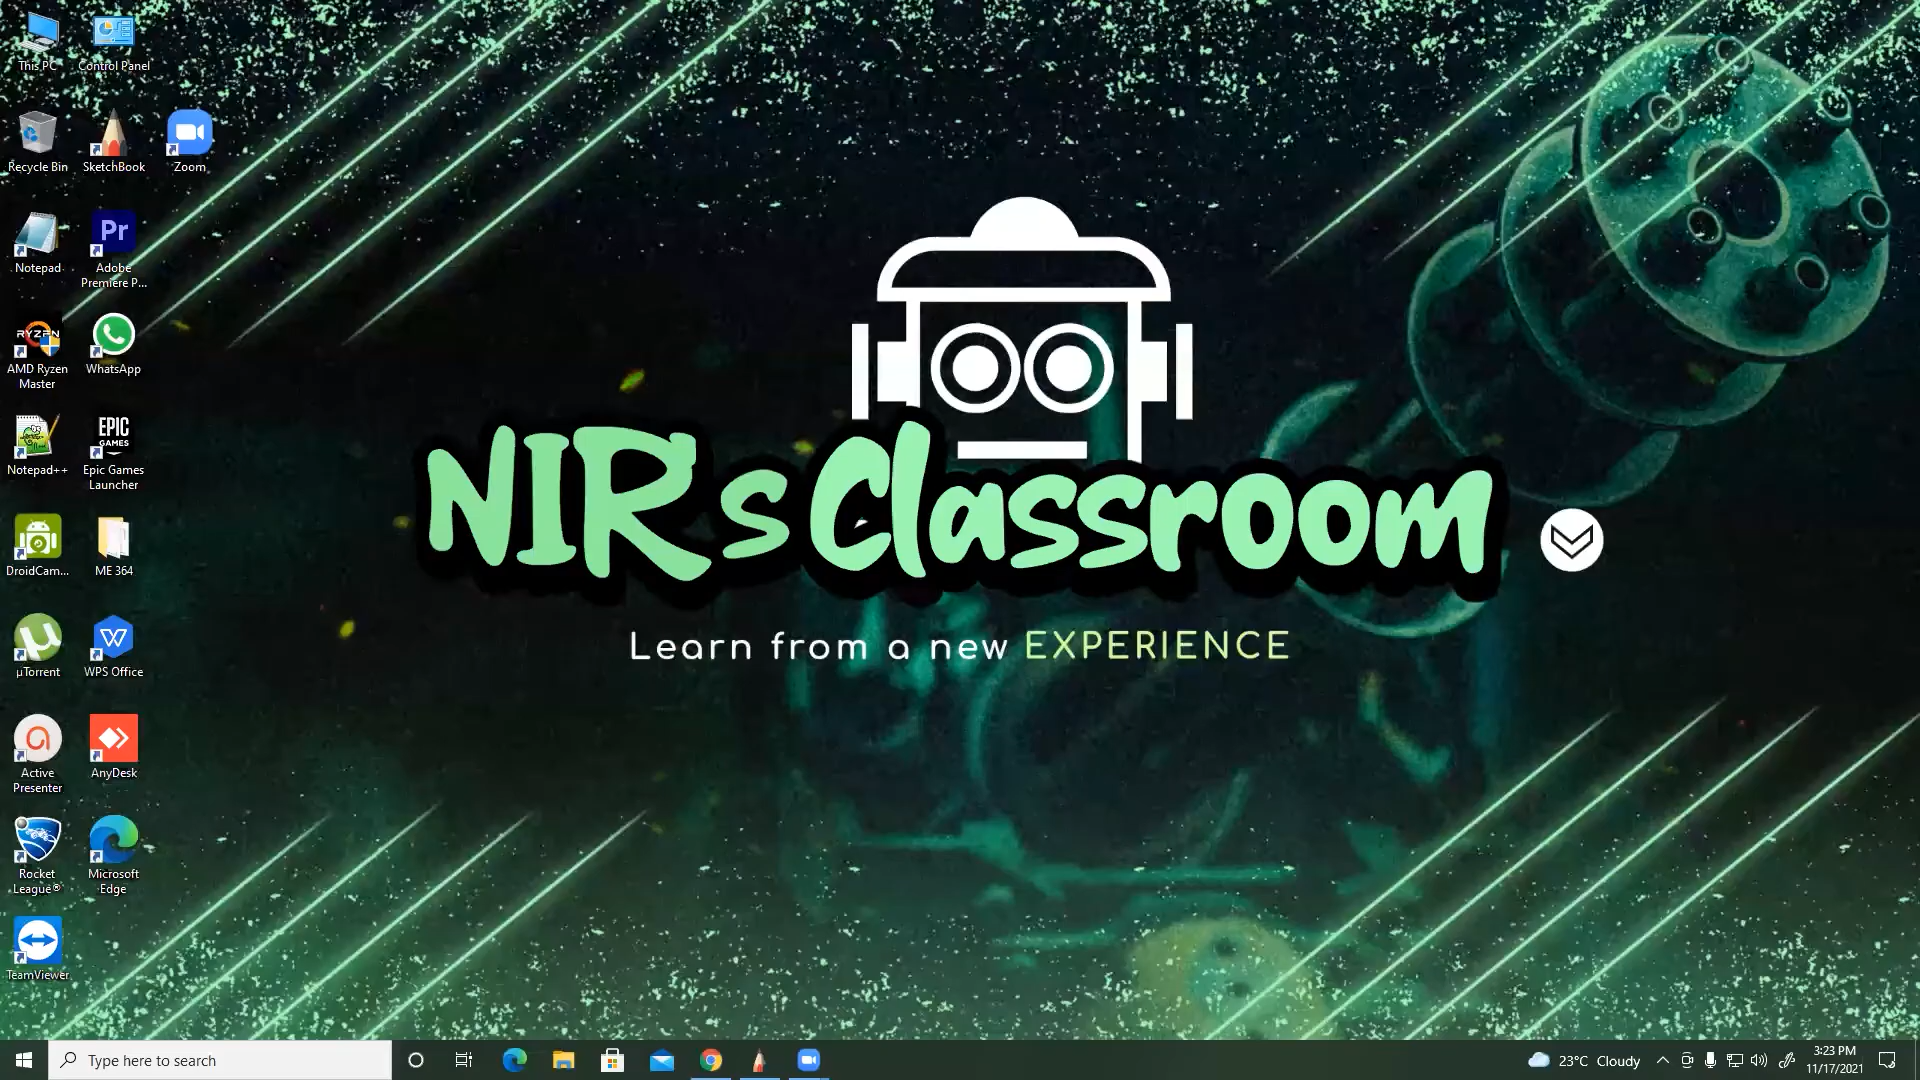 This PC
Control Panel
Recycle Bin
SketchBook
Zoom
Notepad
Pr
Adobe
Premiere P...
RYZEN
AMD Ryzen
Master
WhatsApp
Notepad++
EPIC
GAMES
Epic Games
Launcher
DroidCam...
ME 364
µTorrent
WPS Office
Active
Presenter
AnyDesk
Rocket
League®
Microsoft
Edge
TeamViewer
NIR's Classroom
Learn from a new EXPERIENCE
Type here to search
23°C Cloudy
3:23 PM
11/17/2021